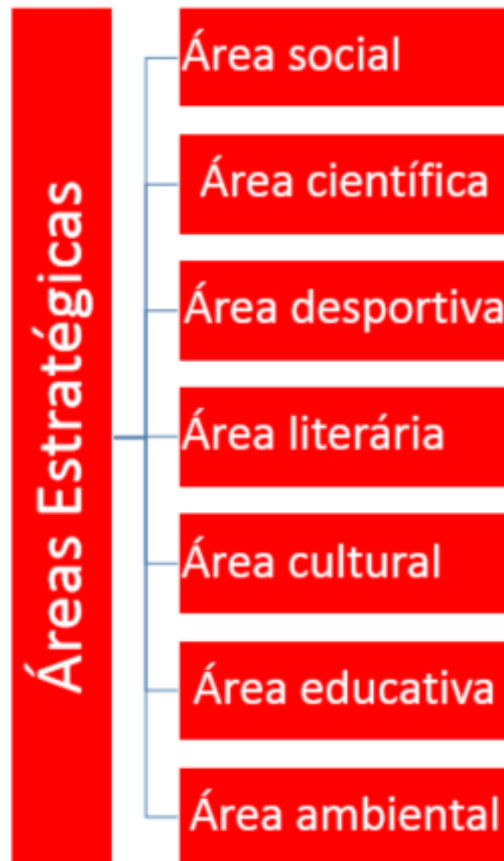 Áreas Estratégicas
Área social
Área científica
Área desportiva
Área literária
Área cultural
Área educativa
Área ambiental